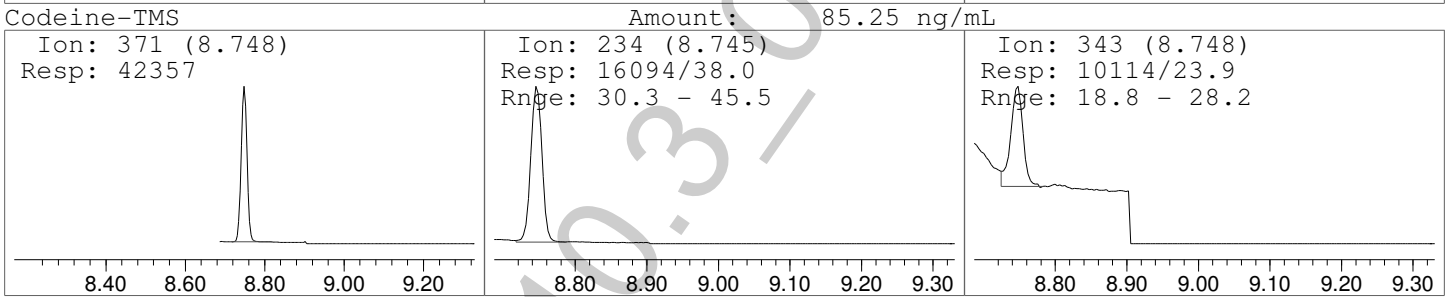 Codeine-TMS Amount: 85.25 ng/mL
Ion: 371 (8.748)
Resp: 42357
8.40 8.60 8.80 9.00 9.20
Ion: 234 (8.745)
Resp: 16094/38.0
Rnge: 30.3 - 45.5
8.80 8.90 9.00 9.10 9.20 9.30
Ion: 343 (8.748)
Resp: 10114/23.9
Rnge: 18.8 - 28.2
8.80 8.90 9.00 9.10 9.20 9.30